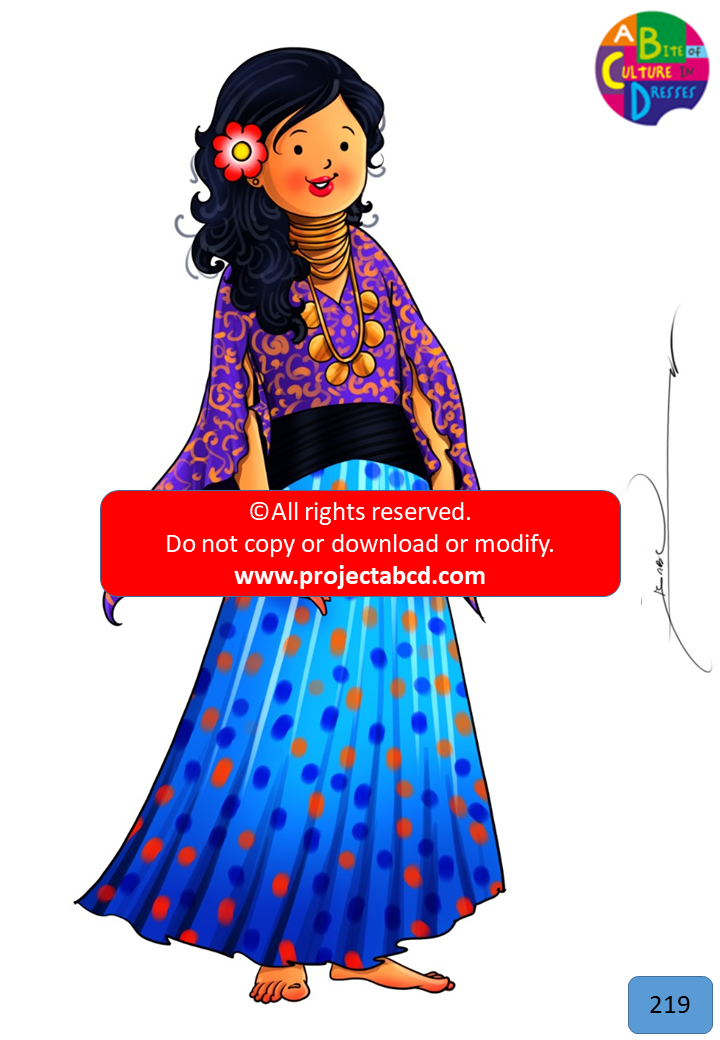 A BITE OF
CULTURE IN
DRESSES
©All rights reserved.
Do not copy or download or modify.
www.projectabcd.com
219